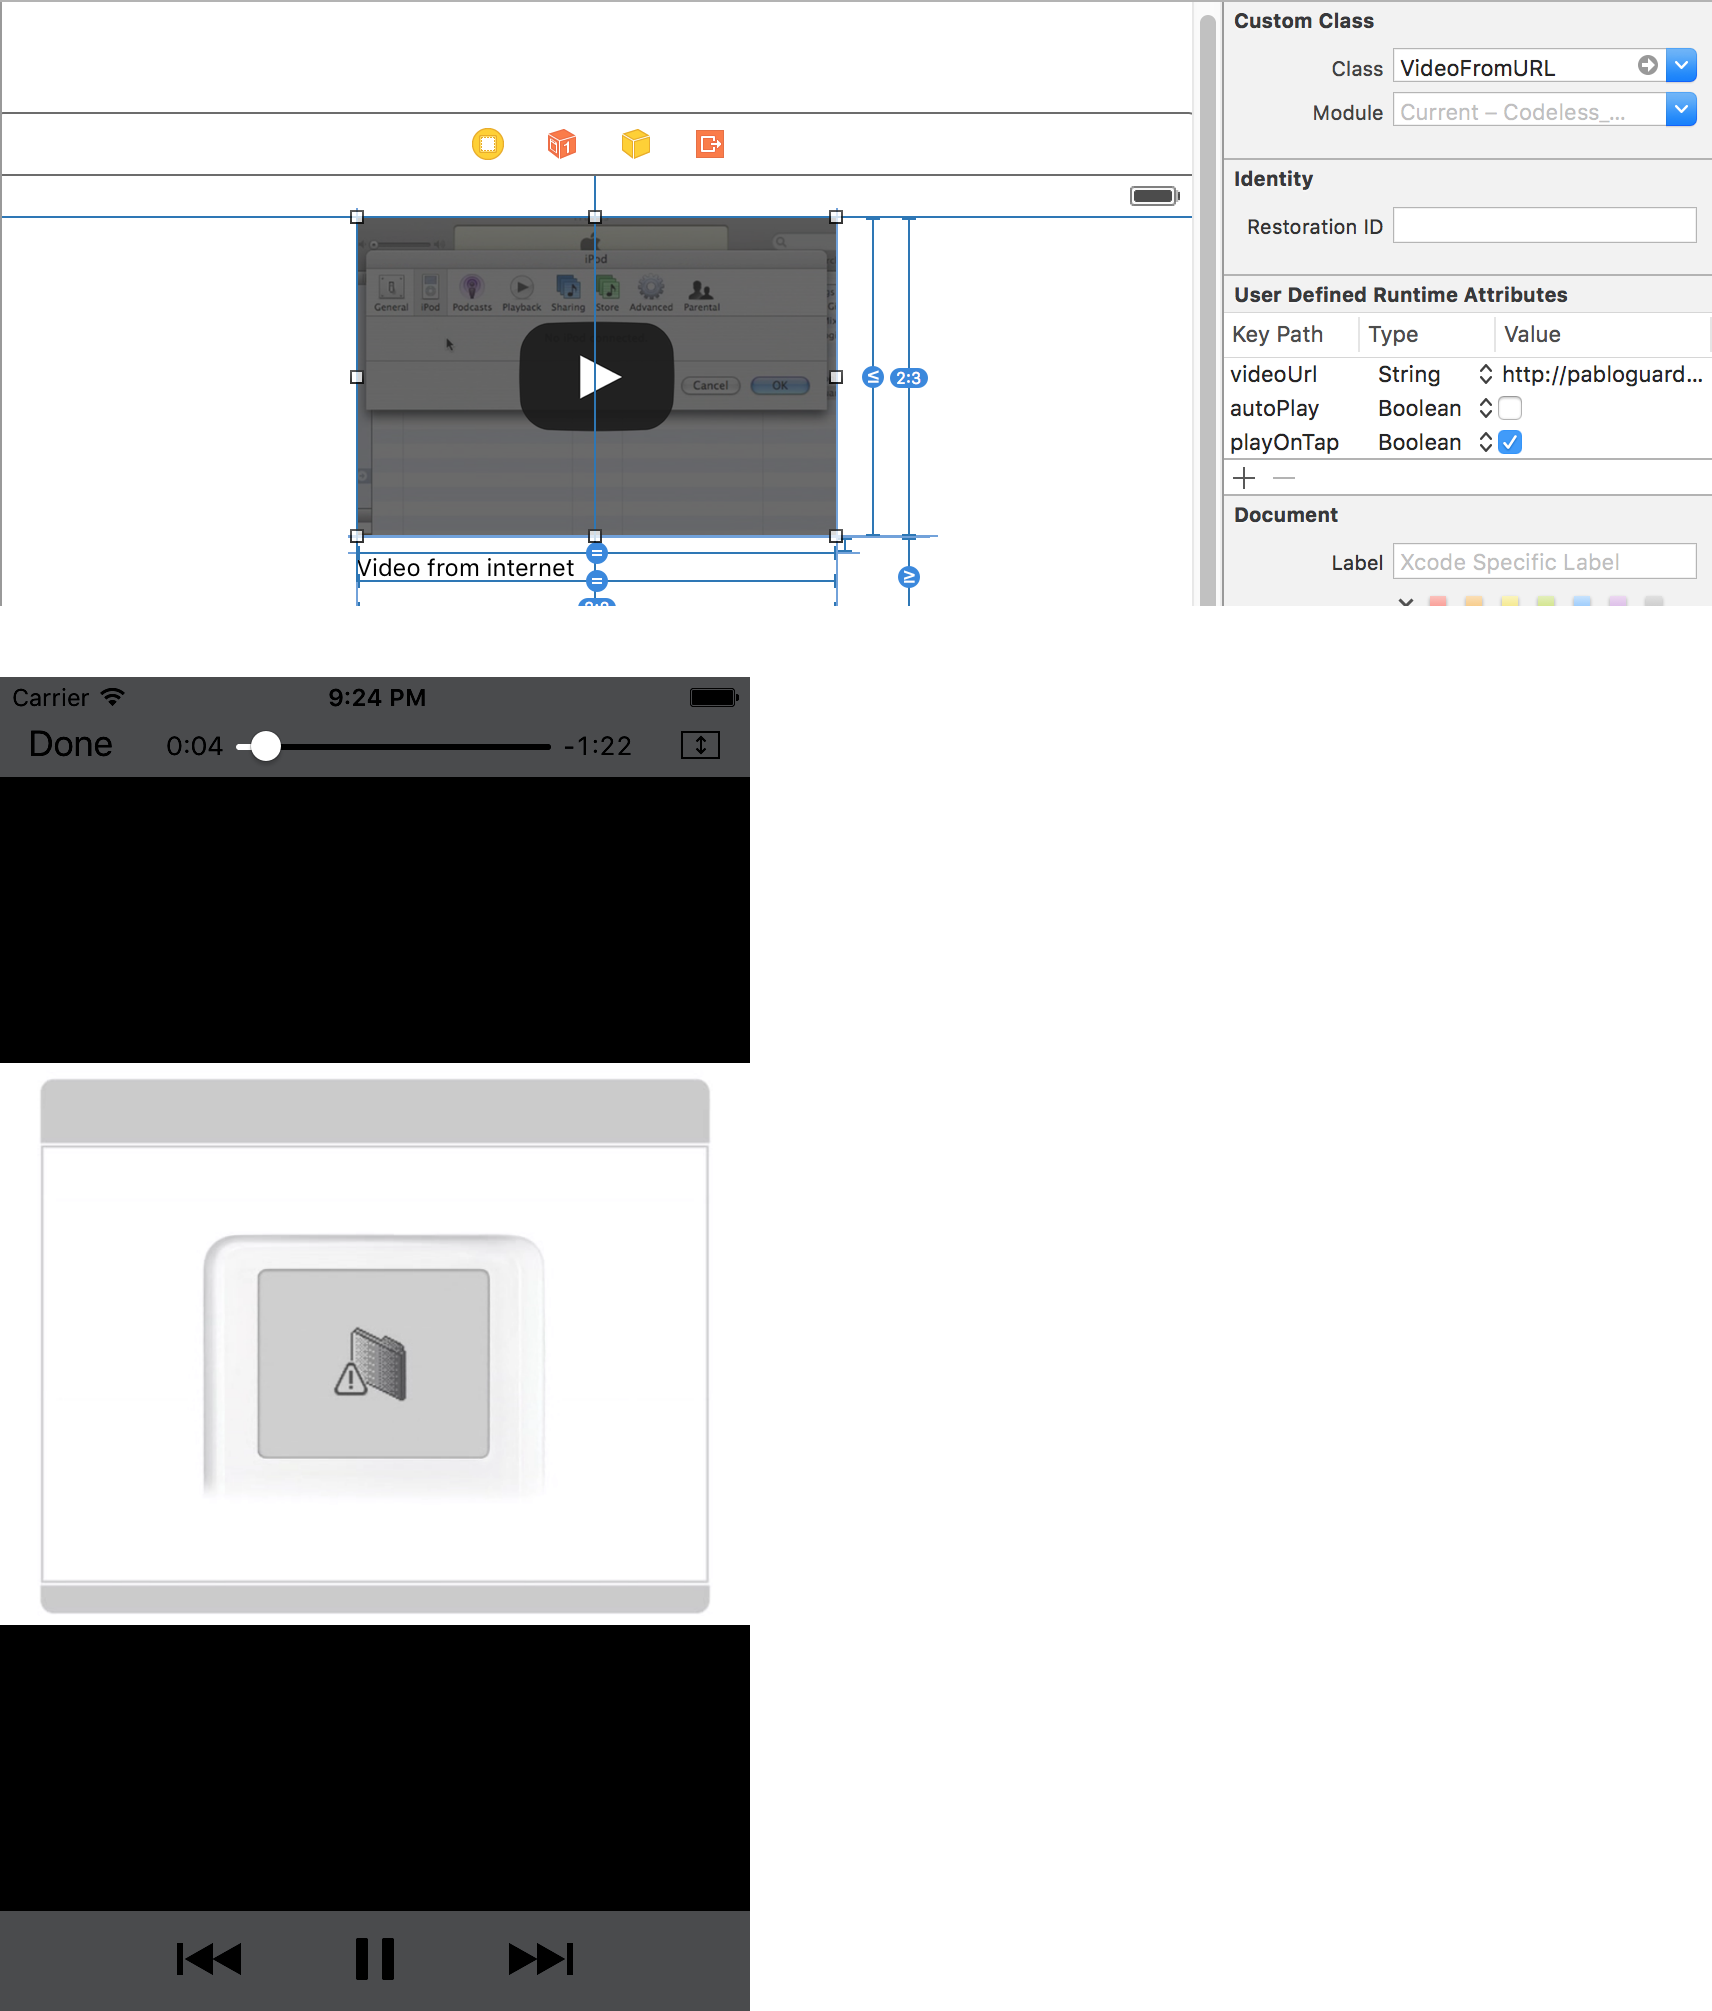 Custom Class
Class VideoFromURL
Module Current – Codeless_...
Identity
Restoration ID
User Defined Runtime Attributes
Key Path Type Value
videoUrl String http://pabloguard...
autoPlay Boolean
playOnTap Boolean
Document
Label Xcode Specific Label
iPod
General iPod Podcasts Playback Sharing Store Advanced Parental
Cancel OK
≤ 2:3
=
Video from internet
=
≥
Carrier 9:24 PM
Done 0:04 -1:22